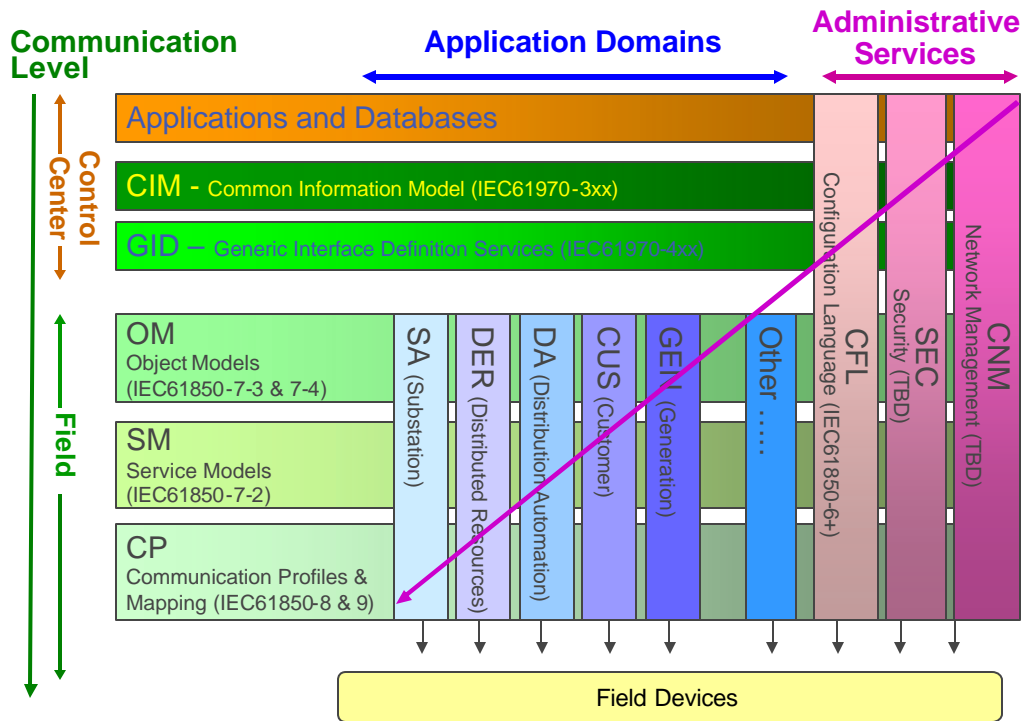 Communication
Level
Application Domains
Administrative
Services
Control
Center
Field
Applications and Databases
CIM - Common Information Model (IEC61970-3xx)
GID – Generic Interface Definition Services (IEC61970-4xx)
OM
Object Models
(IEC61850-7-3 & 7-4)
SM
Service Models
(IEC61850-7-2)
CP
Communication Profiles &
Mapping (IEC61850-8 & 9)
SA (Substation)
DER (Distributed Resources)
DA (Distribution Automation)
CUS (Customer)
GEN (Generation)
Other .....
CFL
Configuration Language (IEC61850-6+)
SEC
Security (TBD)
CNM
Network Management (TBD)
Field Devices